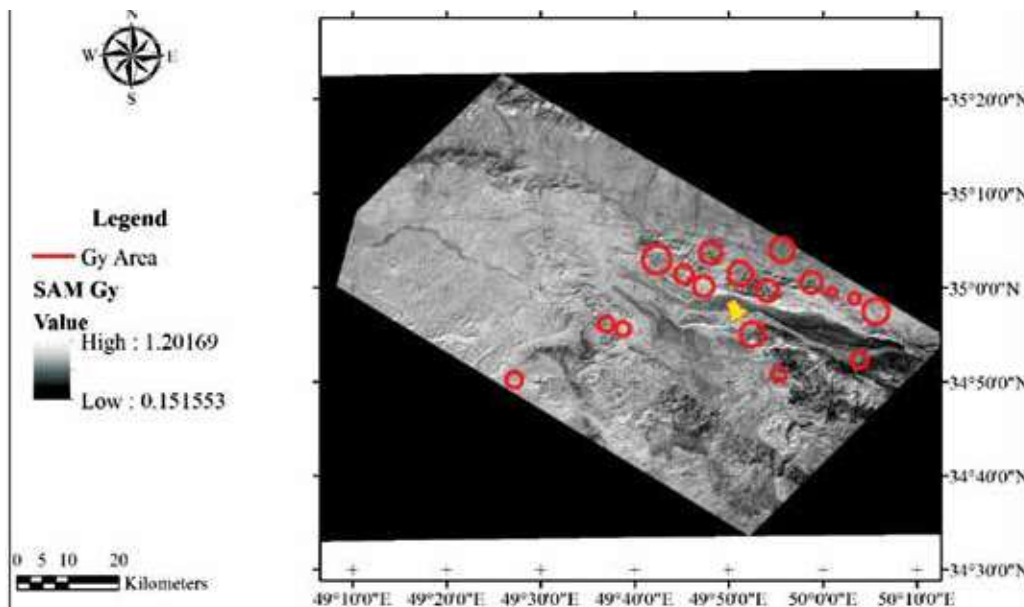 N
W E
S
Legend
Gy Area
SAM Gy
Value
High : 1.20169
Low : 0.151553
0 5 10 20
Kilometers
35°20'0"N
35°10'0"N
35°0'0"N
34°50'0"N
34°40'0"N
34°30'0"N
49°10'0"E 49°20'0"E 49°30'0"E 49°40'0"E 49°50'0"E 50°0'0"E 50°10'0"E